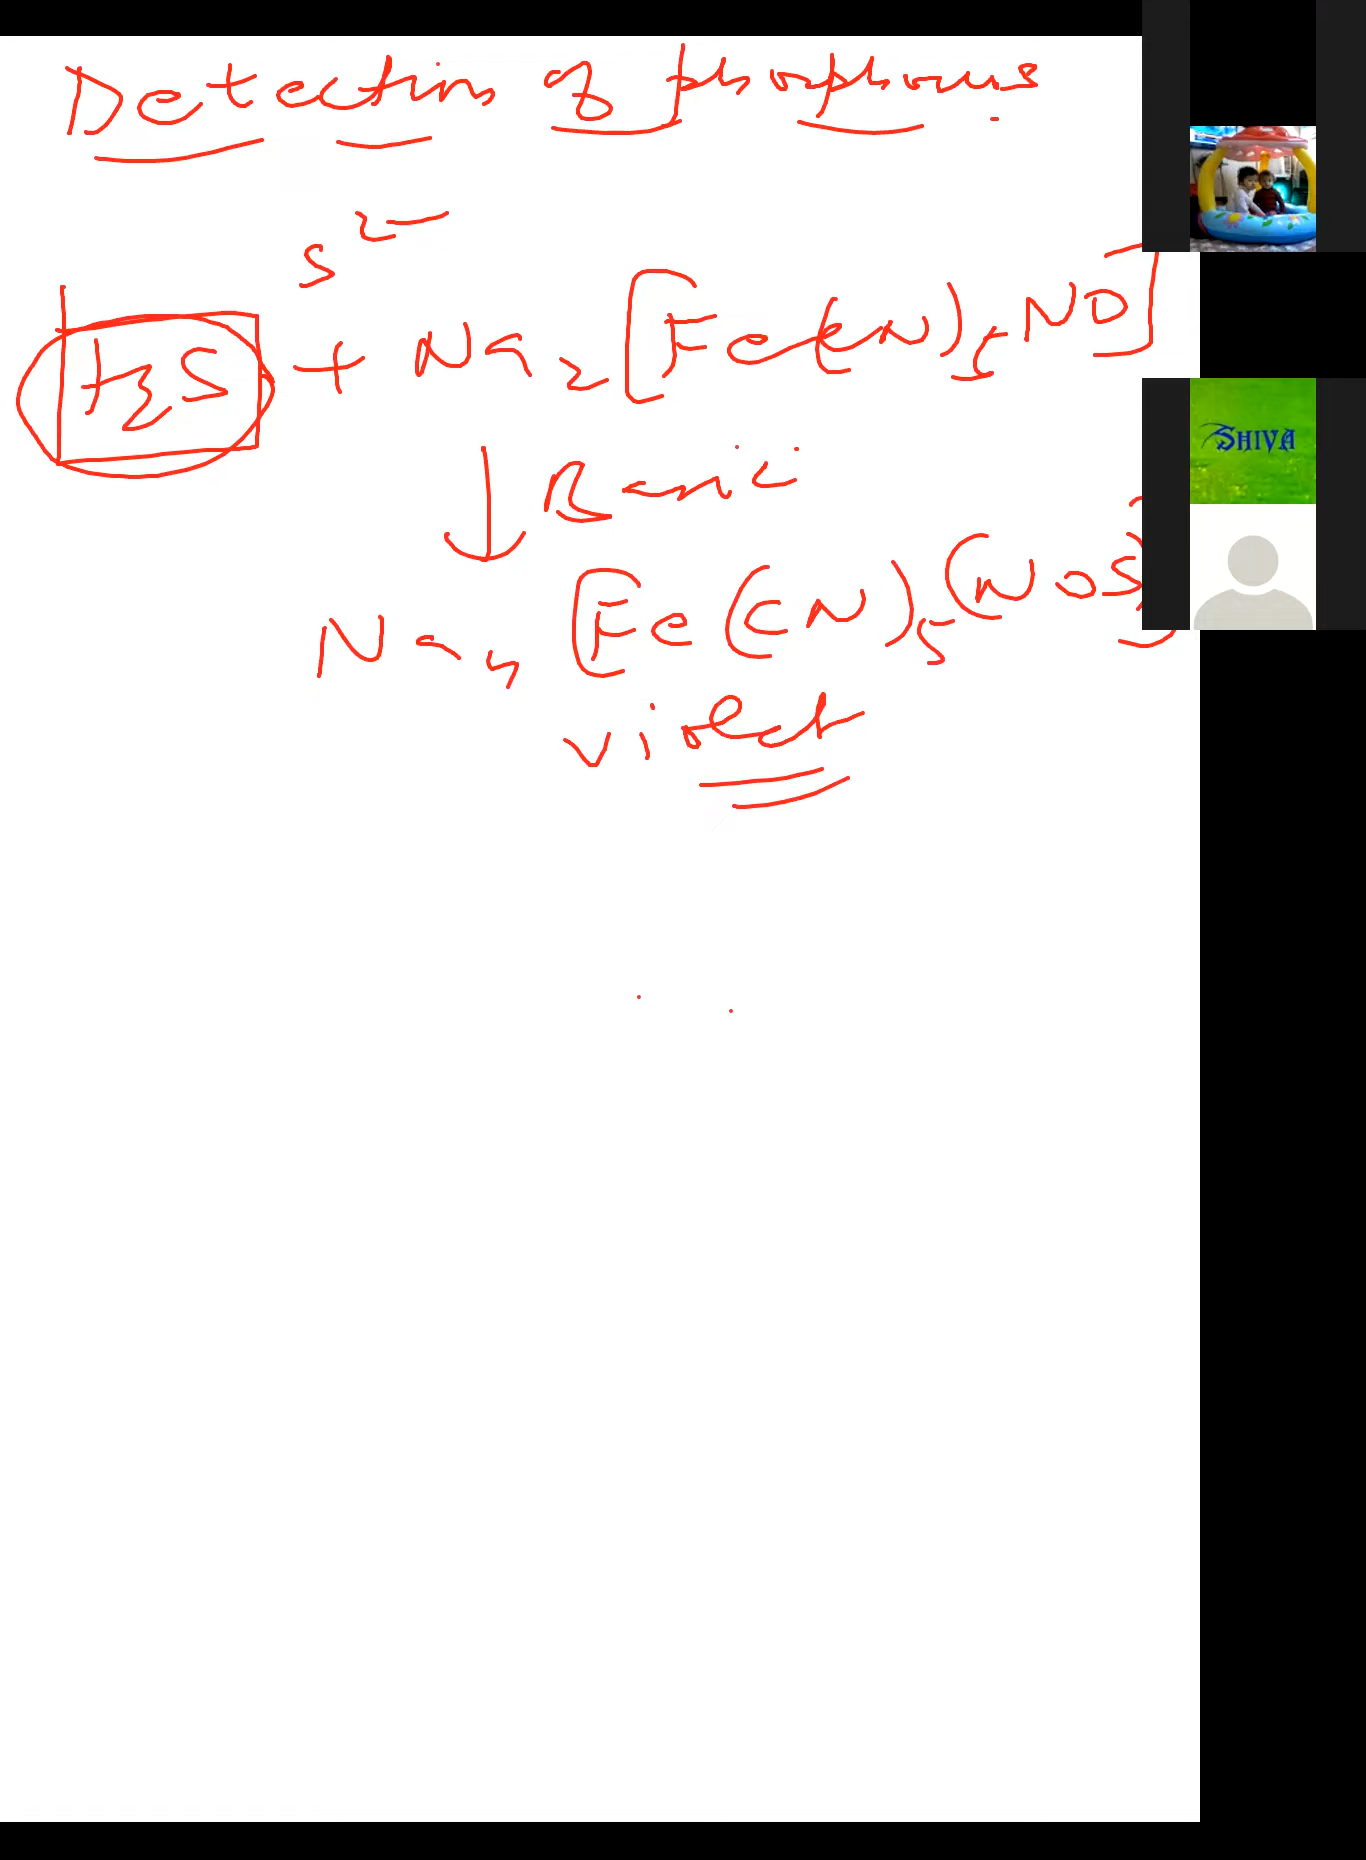 Detection of phosphorus
S²⁻
H₂S + Na₂[Fe(CN)₅NO]
↓ Basic
Na₄[Fe(CN)₅(NOS)]
violet
SHIVA